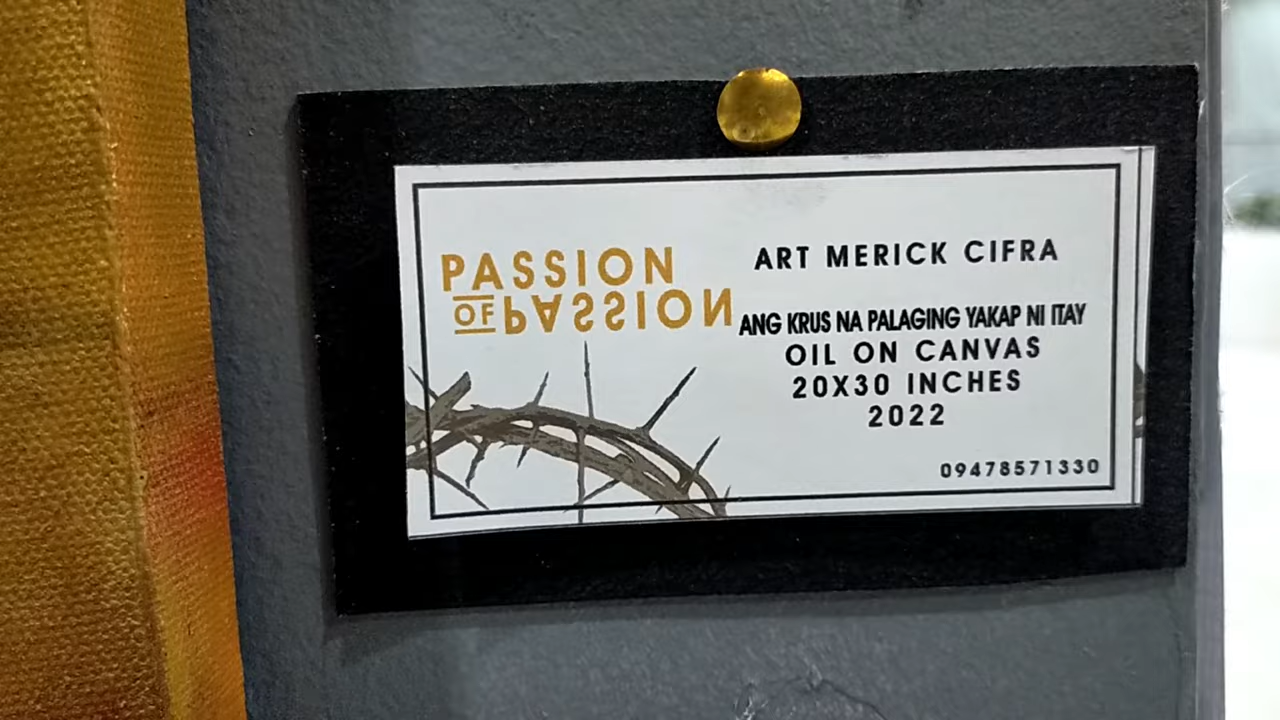 PASSION
OF PASSION
ART MERICK CIFRA
ANG KRUS NA PALAGING YAKAP NI ITAY
OIL ON CANVAS
20X30 INCHES
2022
09478571330